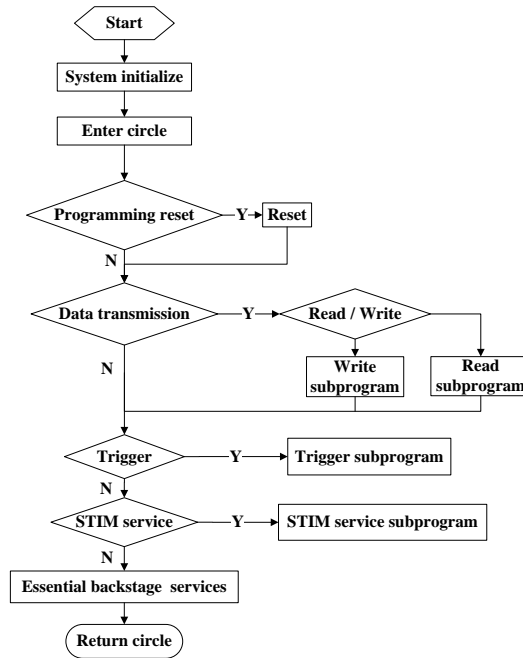 Start
System initialize
Enter circle
Programming reset
Y
Reset
N
Data transmission
Y
Read / Write
N
Write
subprogram
Read
subprogram
Trigger
Y
Trigger subprogram
N
STIM service
Y
STIM service subprogram
N
Essential backstage services
Return circle